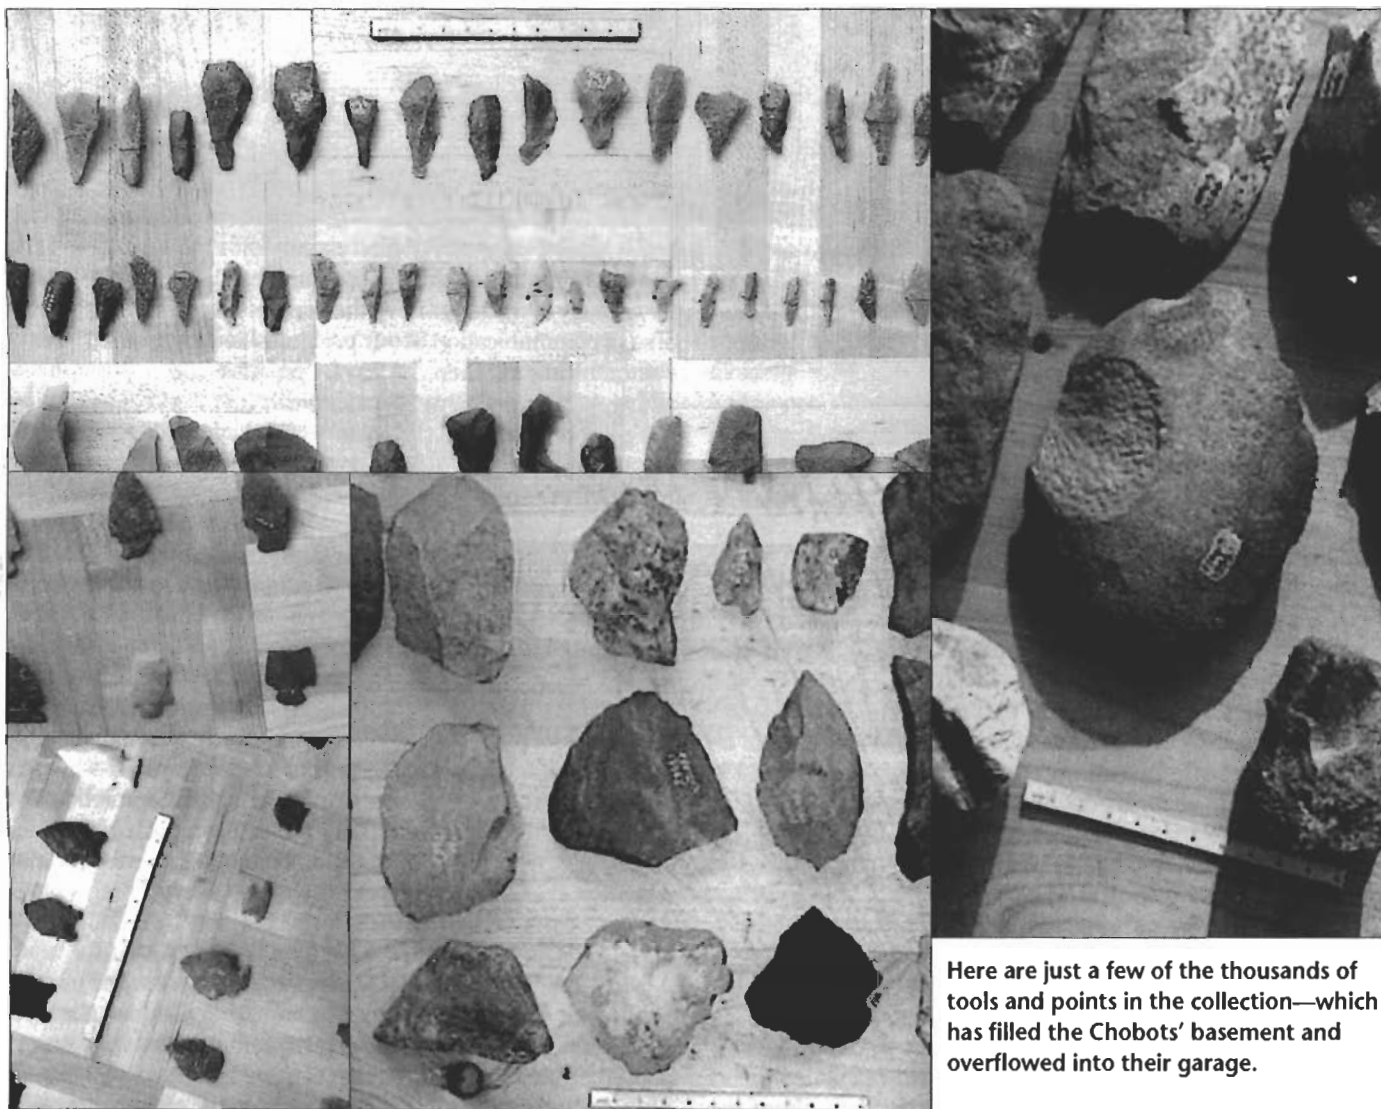 Here are just a few of the thousands of
tools and points in the collection—which
has filled the Chobots' basement and
overflowed into their garage.